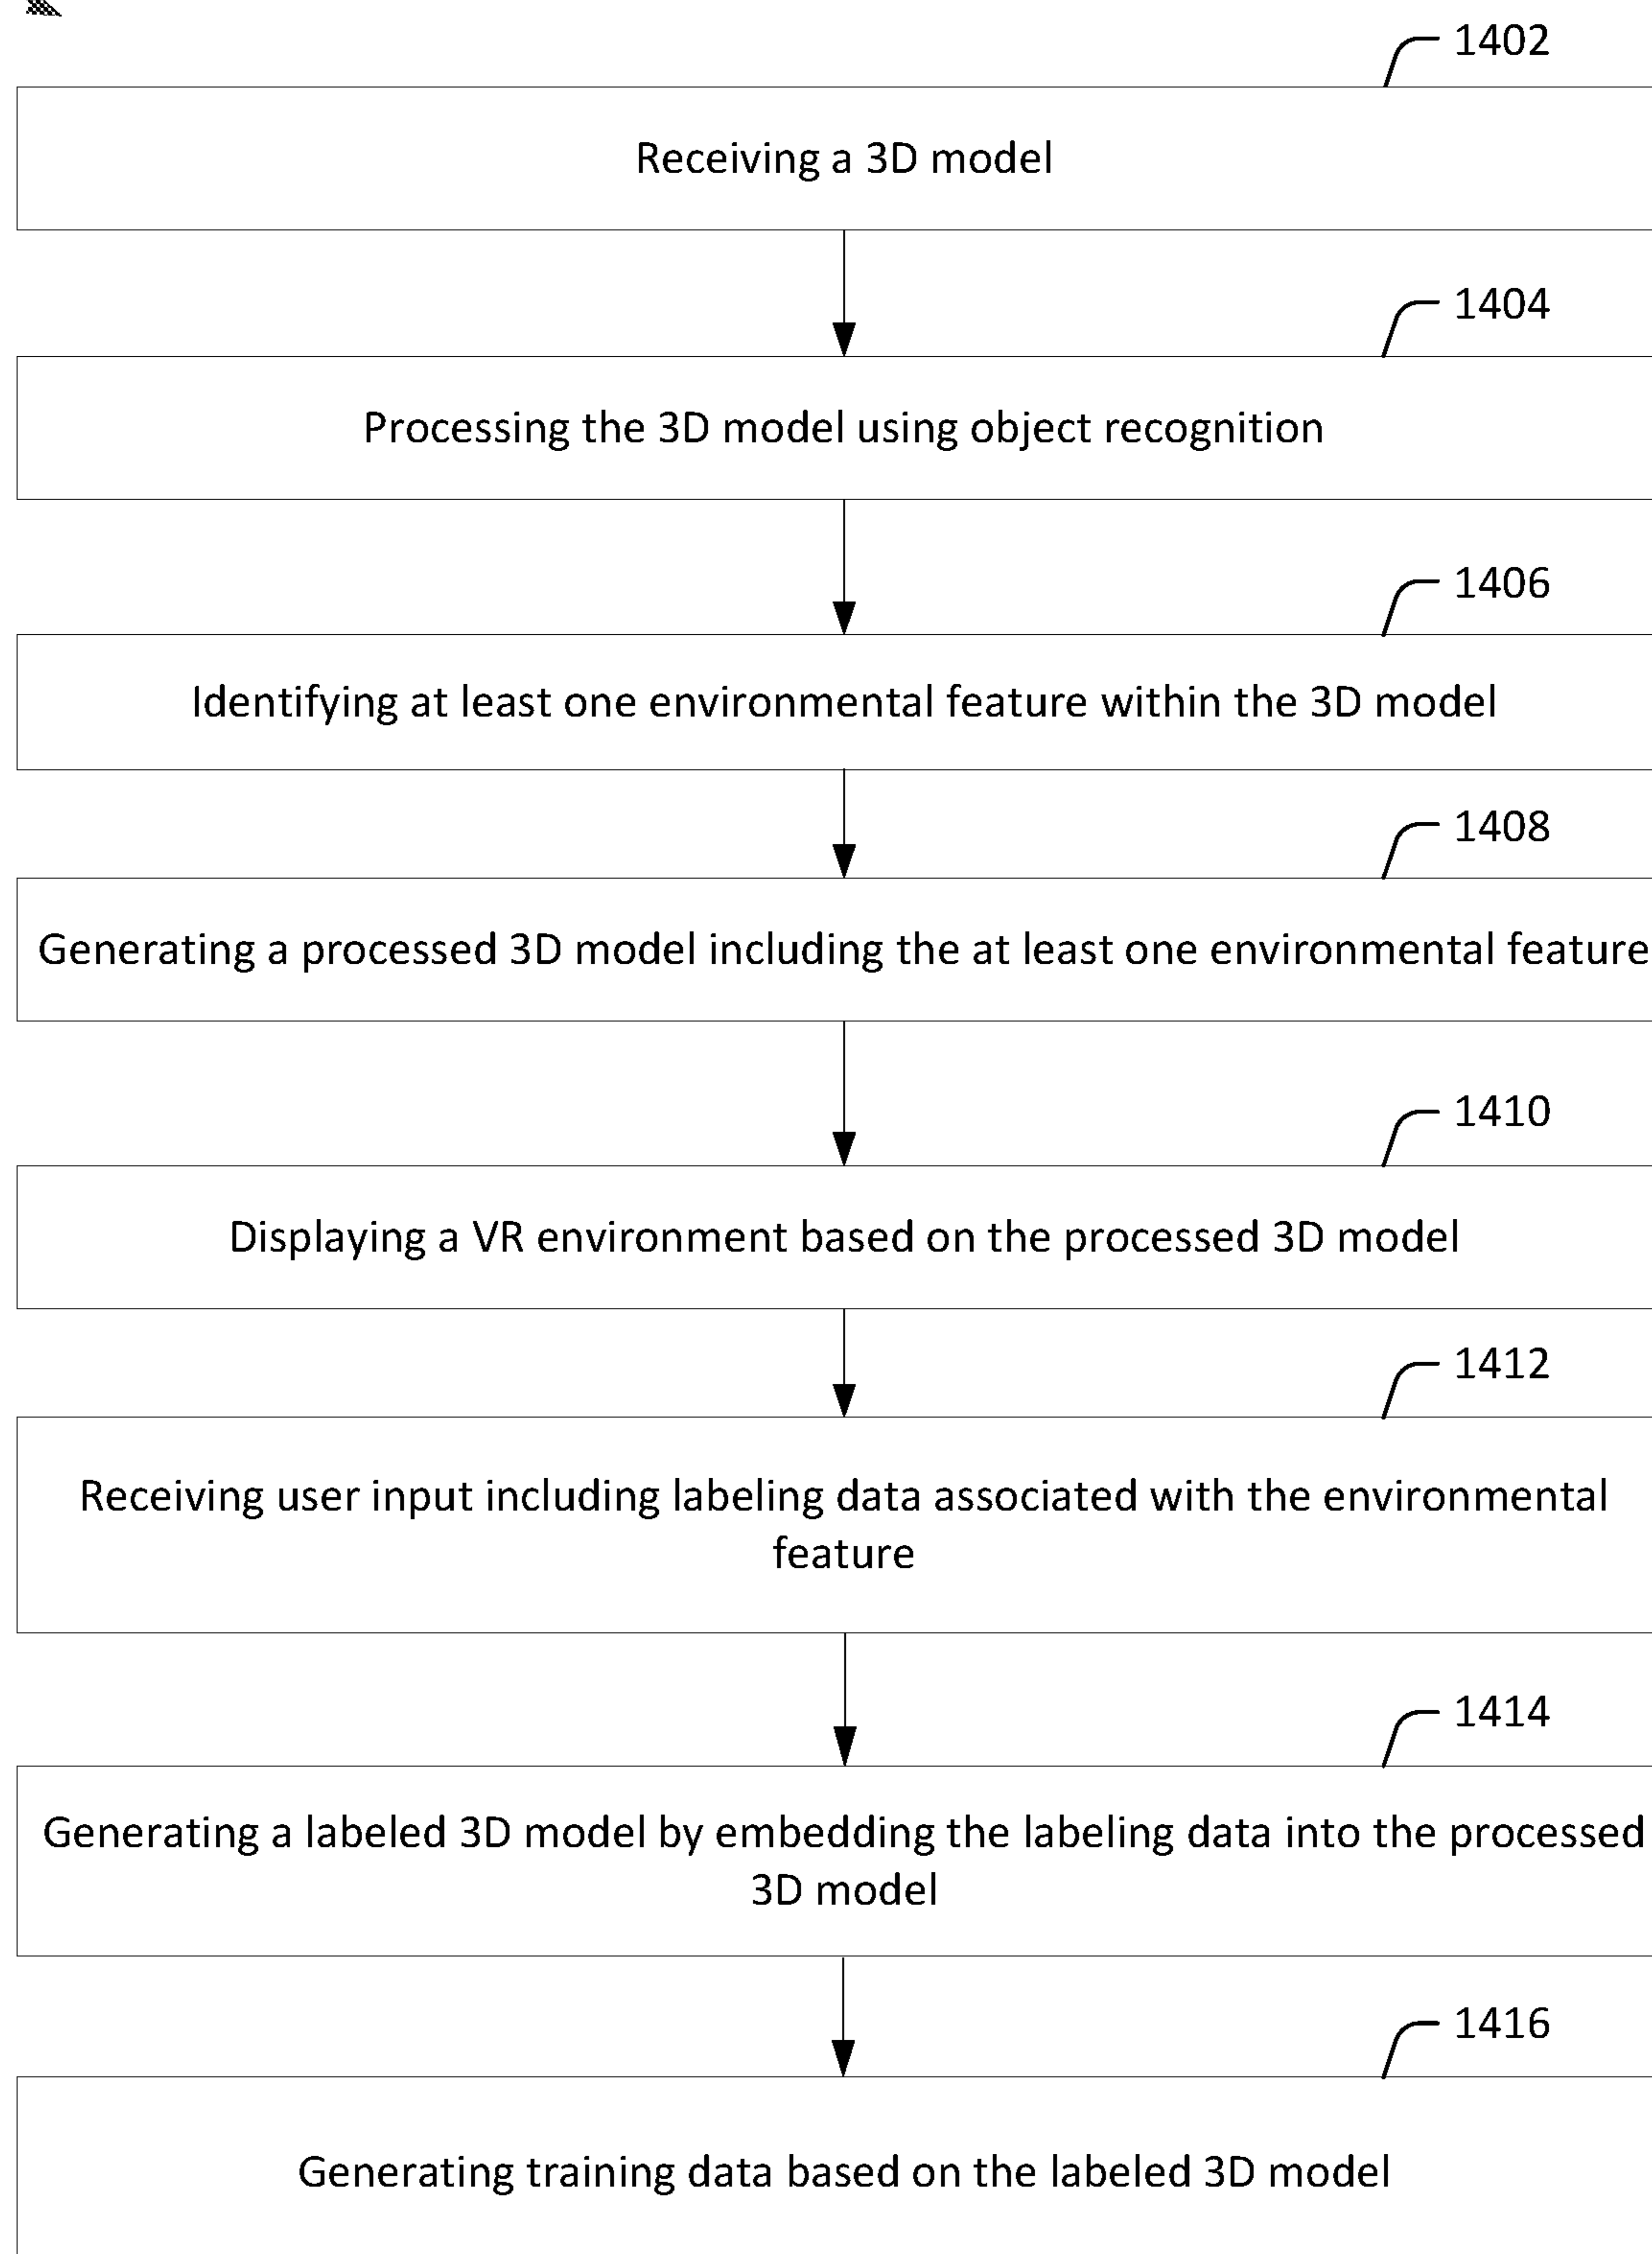 1402
Receiving a 3D model
1404
Processing the 3D model using object recognition
1406
Identifying at least one environmental feature within the 3D model
1408
Generating a processed 3D model including the at least one environmental feature
1410
Displaying a VR environment based on the processed 3D model
1412
Receiving user input including labeling data associated with the environmental
feature
1414
Generating a labeled 3D model by embedding the labeling data into the processed
3D model
1416
Generating training data based on the labeled 3D model